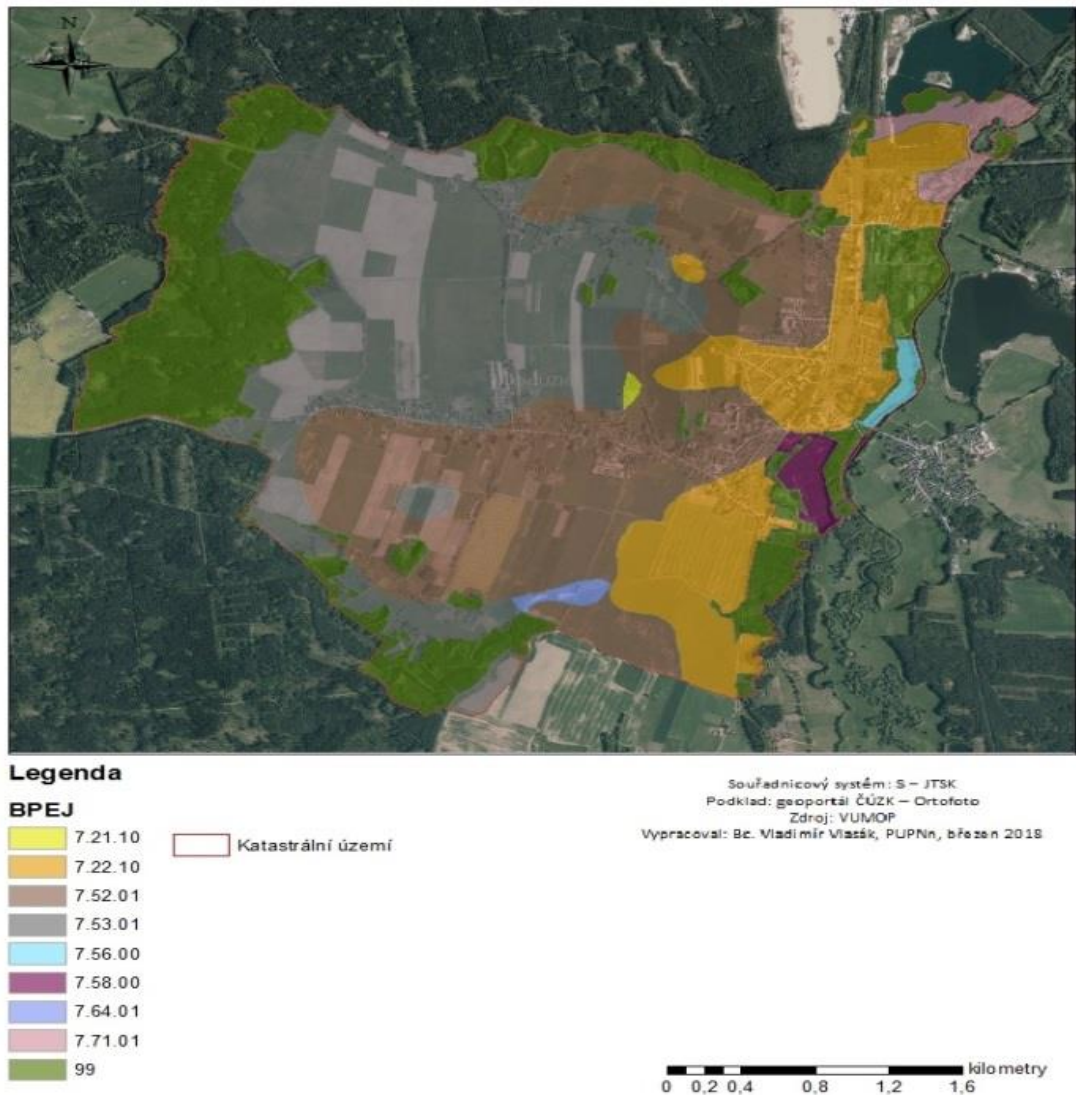 N
Legenda
BPEJ
7.21.10
7.22.10
7.52.01
7.53.01
7.56.00
7.58.00
7.64.01
7.71.01
99
Katastrální území
Souřadnicový systém: S – JTSK
Podklad: geoportál ČÚZK – Ortofoto
Zdroj: VUMOP
Vypracoval: Bc. Vladimír Vlasák, PUPNn, březen 2018
kilometry
0 0,2 0,4 0,8 1,2 1,6